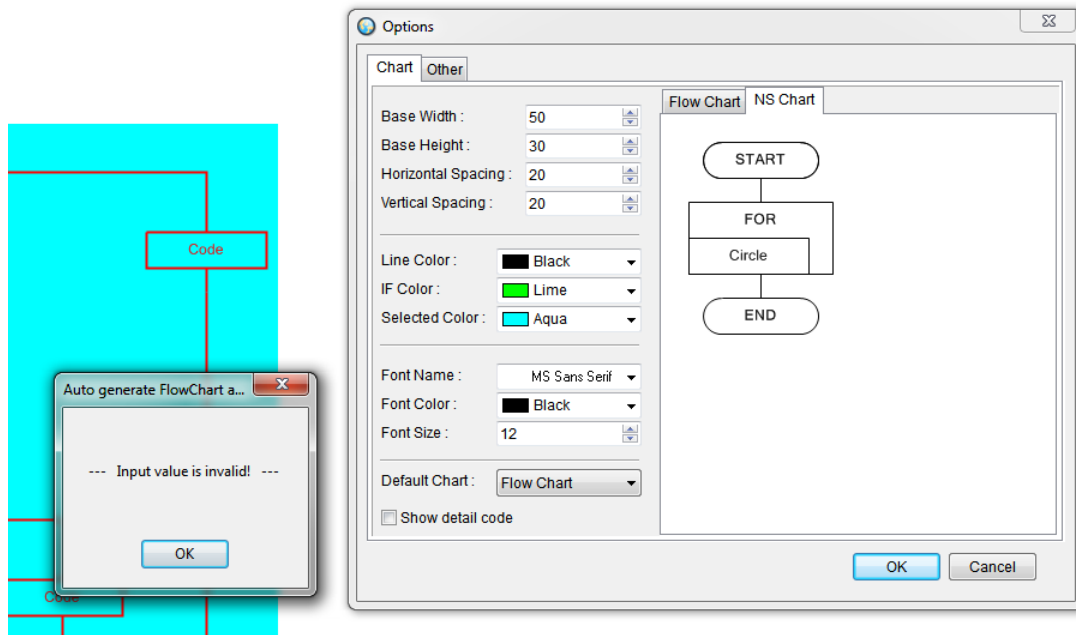 Code
Auto generate FlowChart a...
--- Input value is invalid! ---
OK
Code
Options
Chart Other
Base Width : 50
Base Height : 30
Horizontal Spacing : 20
Vertical Spacing : 20
Line Color : Black
IF Color : Lime
Selected Color : Aqua
Font Name : MS Sans Serif
Font Color : Black
Font Size : 12
Default Chart : Flow Chart
Show detail code
Flow Chart NS Chart
START
FOR
Circle
END
OK Cancel